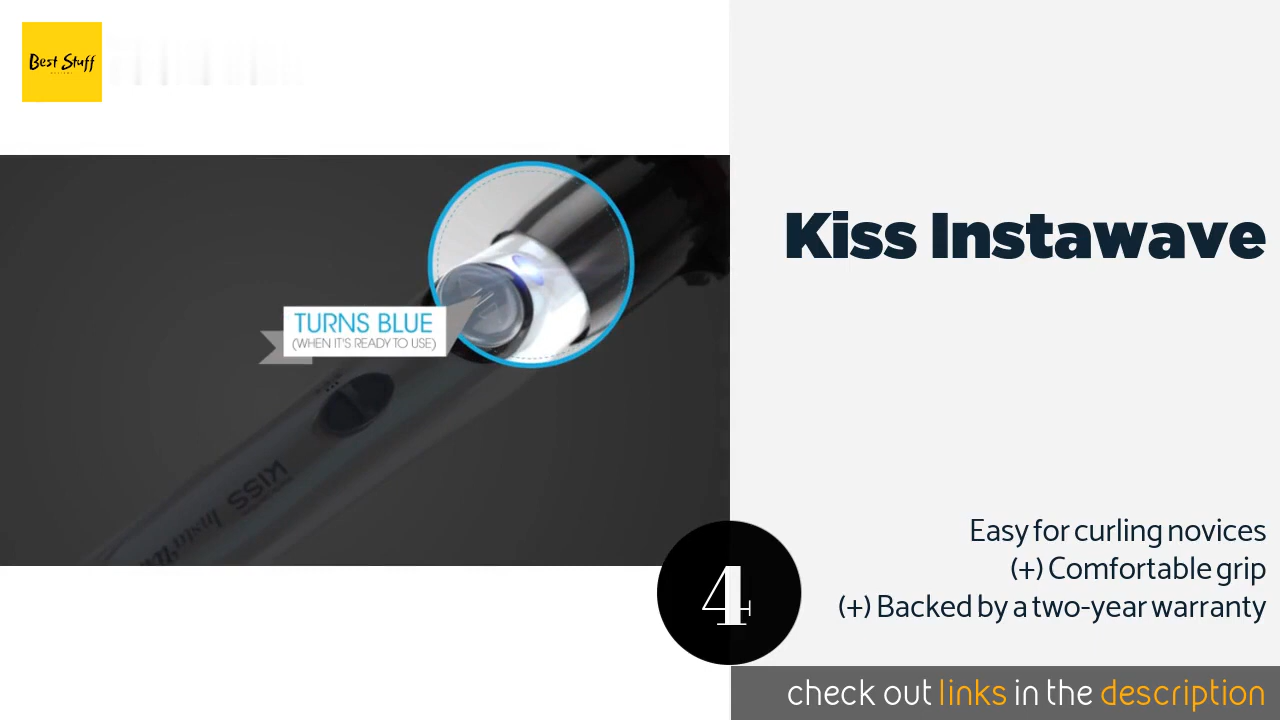 Best Stuff
Kiss Instawave
TURNS BLUE
(WHEN IT'S READY TO USE)
KISS
4
Easy for curling novices
(+) Comfortable grip
(+) Backed by a two-year warranty
check out links in the description